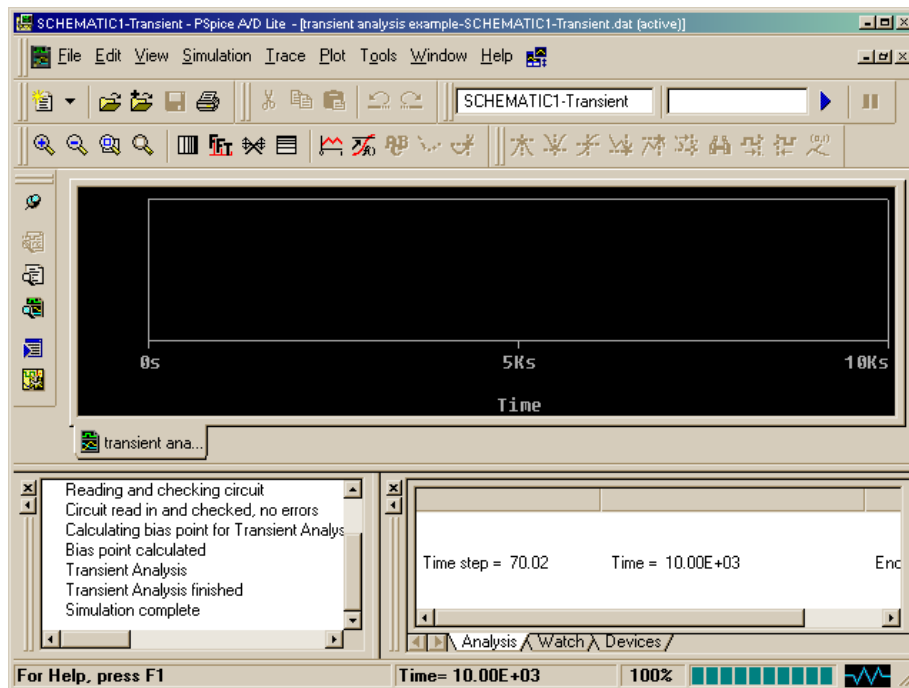 SCHEMATIC1-Transient - PSpice A/D Lite - [transient analysis example-SCHEMATIC1-Transient.dat (active)]
File Edit View Simulation Trace Plot Tools Window Help
SCHEMATIC1-Transient
FFT
0s 5Ks 10Ks
Time
transient ana...
Reading and checking circuit
Circuit read in and checked, no errors
Calculating bias point for Transient Analys
Bias point calculated
Transient Analysis
Transient Analysis finished
Simulation complete
Time step = 70.02 Time = 10.00E+03 End
Analysis Watch Devices
For Help, press F1 Time= 10.00E+03 100%